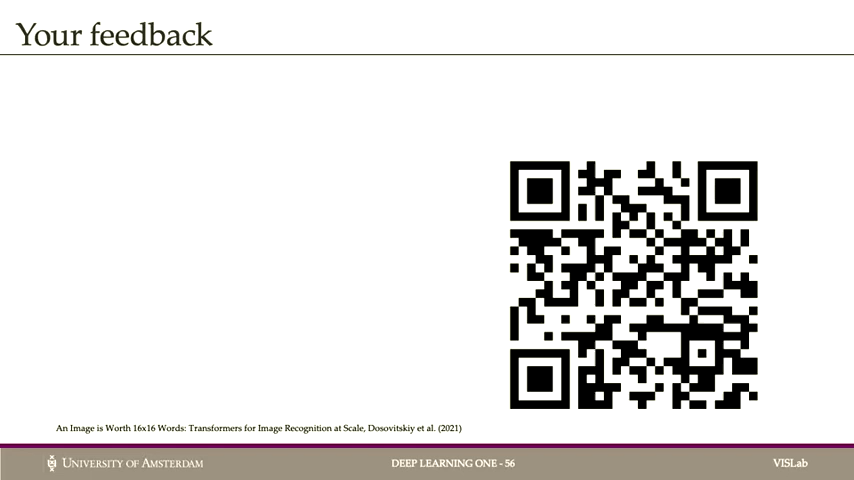 Your feedback
An Image is Worth 16x16 Words: Transformers for Image Recognition at Scale, Dosovitskiy et al. (2021)
UNIVERSITY OF AMSTERDAM
DEEP LEARNING ONE - 56
VISLab